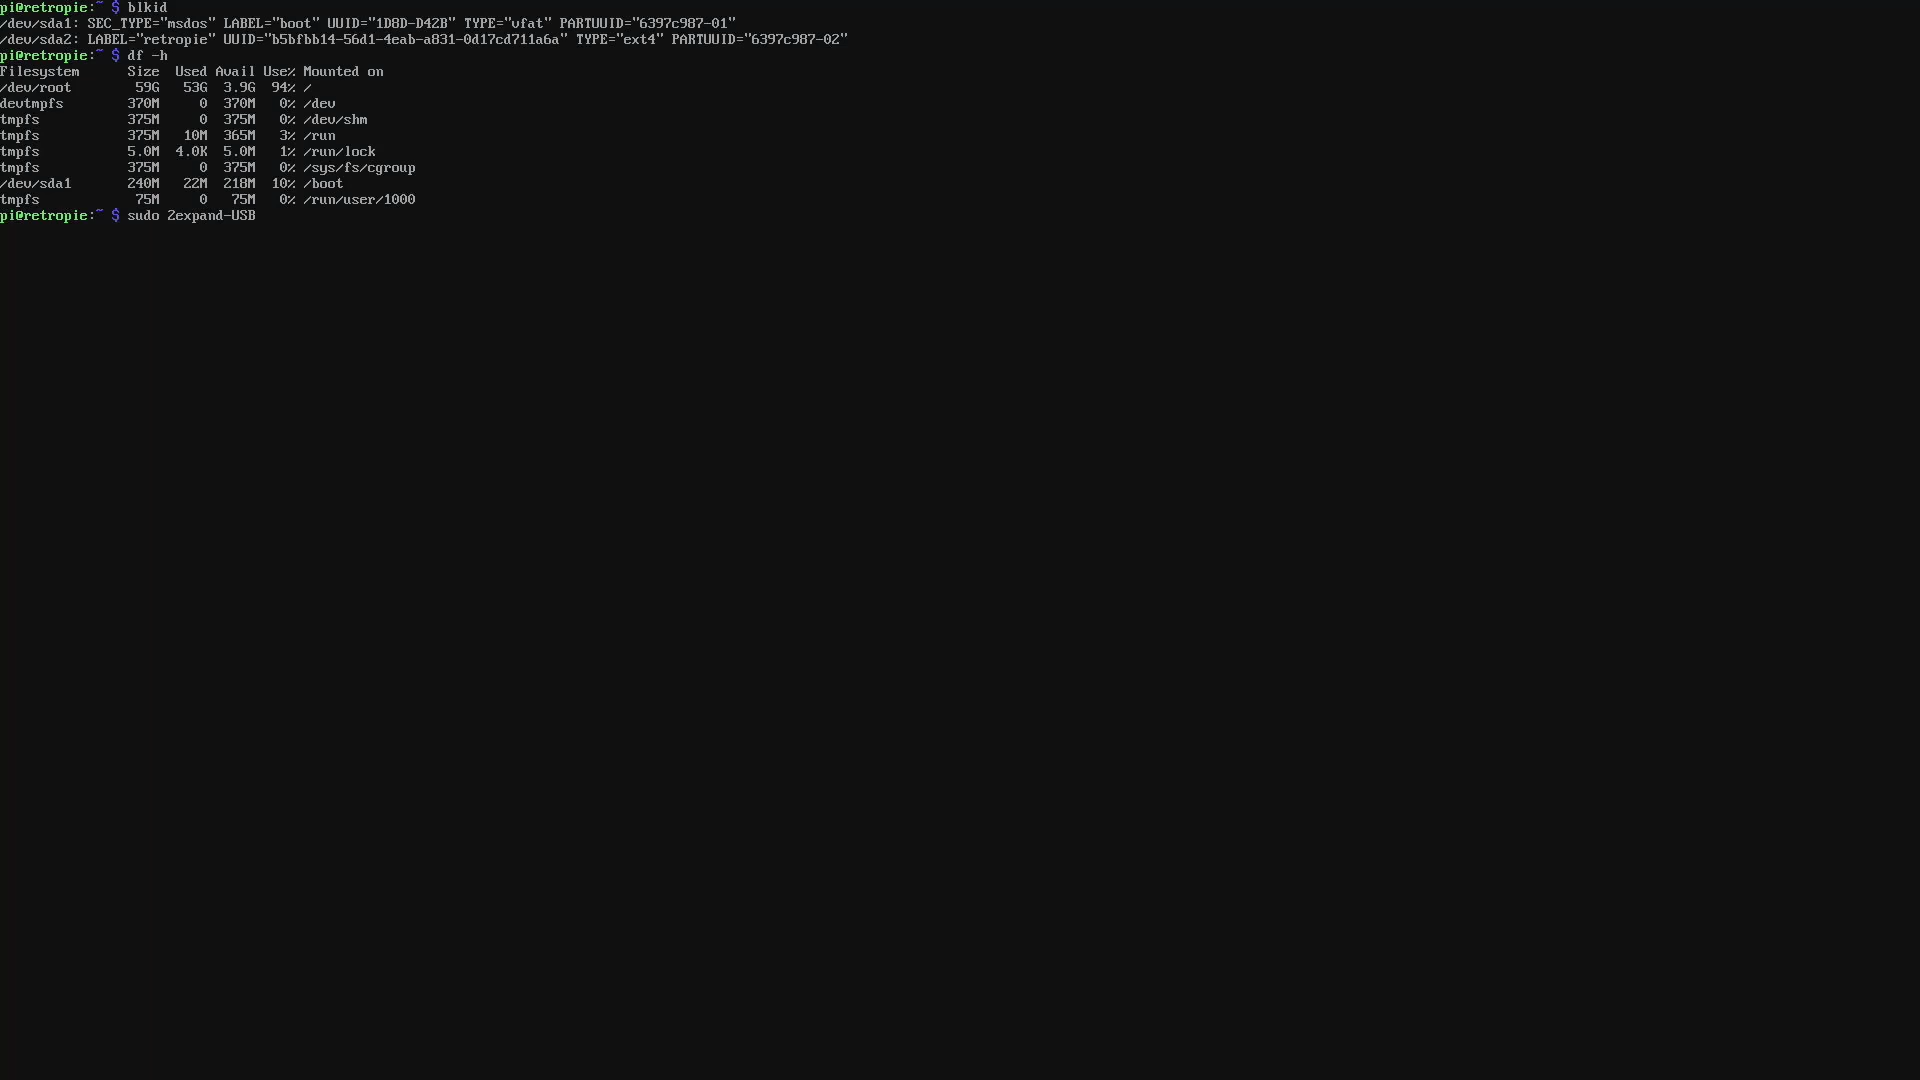 pi@retropie:~ $ blkid
/dev/sda1: SEC_TYPE="msdos" LABEL="boot" UUID="1D8D-D42B" TYPE="vfat" PARTUUID="6397c987-01"
/dev/sda2: LABEL="retropie" UUID="b5bfbb14-56d1-4eab-a831-0d17cd711a6a" TYPE="ext4" PARTUUID="6397c987-02"
pi@retropie:~ $ df -h
Filesystem      Size  Used Avail Use% Mounted on
/dev/root        59G   53G  3.9G  94% /
devtmpfs        370M     0  370M   0% /dev
tmpfs           375M     0  375M   0% /dev/shm
tmpfs           375M   10M  365M   3% /run
tmpfs           5.0M  4.0K  5.0M   1% /run/lock
tmpfs           375M     0  375M   0% /sys/fs/cgroup
/dev/sda1       240M   22M  218M  10% /boot
tmpfs            75M     0   75M   0% /run/user/1000
pi@retropie:~ $ sudo 2expand-USB